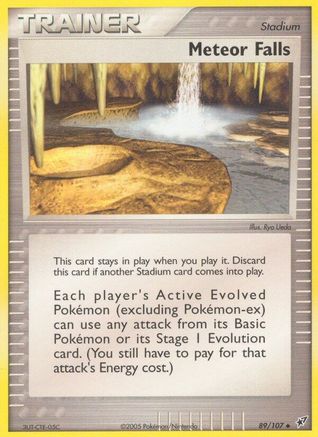 TRAINER
Stadium
Meteor Falls
Illus. Ryo Ueda
This card stays in play when you play it. Discard
this card if another Stadium card comes into play.
Each player's Active Evolved
Pokémon (excluding Pokémon-ex)
can use any attack from its Basic
Pokémon or its Stage 1 Evolution
card. (You still have to pay for that
attack's Energy cost.)
©2005 Pokémon/Nintendo
89/107